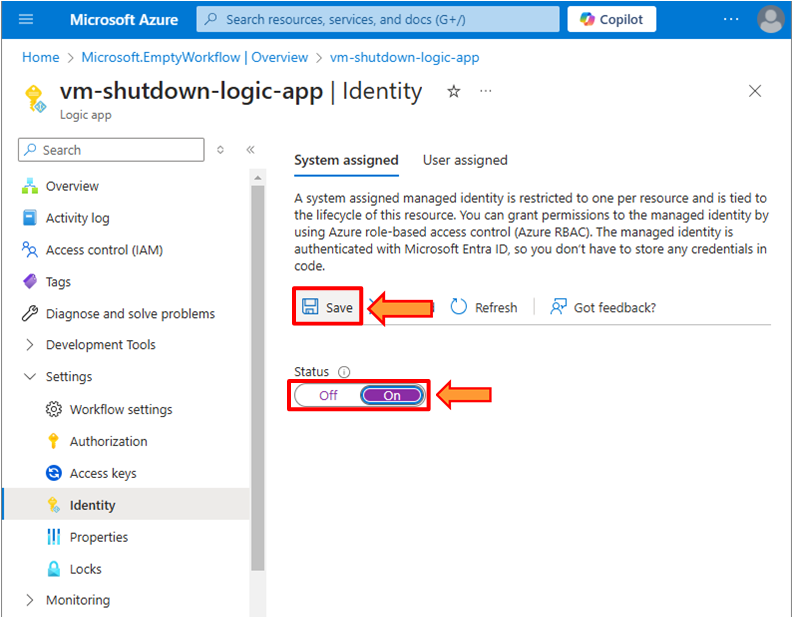 Microsoft Azure
Search resources, services, and docs (G+/)
Copilot
Home > Microsoft.EmptyWorkflow | Overview > vm-shutdown-logic-app
vm-shutdown-logic-app | Identity
Logic app
Search
System assigned User assigned
A system assigned managed identity is restricted to one per resource and is tied to
the lifecycle of this resource. You can grant permissions to the managed identity by
using Azure role-based access control (Azure RBAC). The managed identity is
authenticated with Microsoft Entra ID, so you don’t have to store any credentials in
code.
Save
Refresh
Got feedback?
Status
Off On
Overview
Activity log
Access control (IAM)
Tags
Diagnose and solve problems
Development Tools
Settings
Workflow settings
Authorization
Access keys
Identity
Properties
Locks
Monitoring